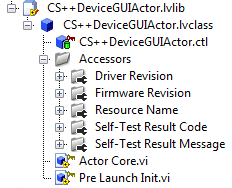 CS++DeviceGUIActor.lvlib
CS++DeviceGUIActor.lvclass
CS++DeviceGUIActor.ctl
Accessors
Driver Revision
Firmware Revision
Resource Name
Self-Test Result Code
Self-Test Result Message
Actor Core.vi
Pre Launch Init.vi